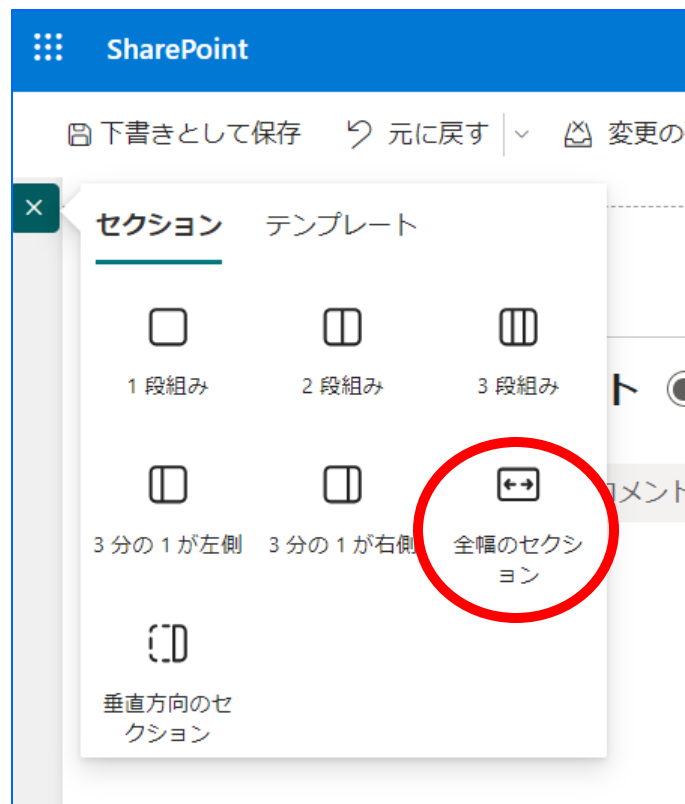 SharePoint
下書きとして保存 元に戻す 変更の
セクション テンプレート
1 段組み 2 段組み 3 段組み
ト
3 分の 1 が左側 3 分の 1 が右側 全幅のセクシ
ョン
コメント
垂直方向のセ
クション